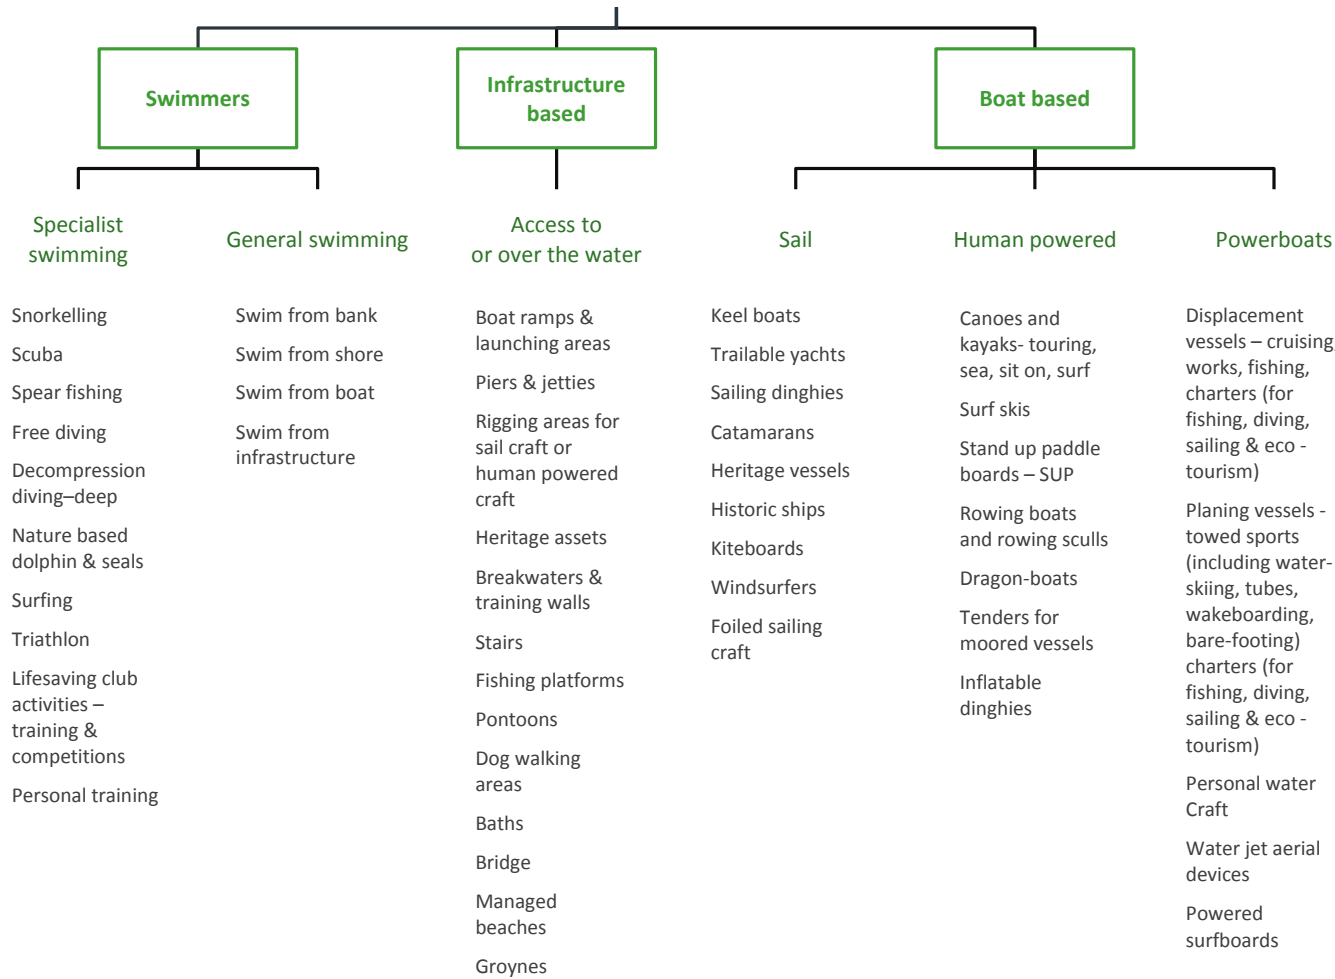 Swimmers
Infrastructure
based
Boat based
Specialist
swimming
General swimming
Access to
or over the water
Sail
Human powered
Powerboats
Snorkelling
Scuba
Spear fishing
Free diving
Decompression
diving–deep
Nature based
dolphin & seals
Surfing
Triathlon
Lifesaving club
activities –
training &
competitions
Personal training
Swim from bank
Swim from shore
Swim from boat
Swim from
infrastructure
Boat ramps &
launching areas
Piers & jetties
Rigging areas for
sail craft or
human powered
craft
Heritage assets
Breakwaters &
training walls
Stairs
Fishing platforms
Pontoons
Dog walking
areas
Baths
Bridge
Managed
beaches
Groynes
Keel boats
Trailable yachts
Sailing dinghies
Catamarans
Heritage vessels
Historic ships
Kiteboards
Windsurfers
Foiled sailing
craft
Canoes and
kayaks- touring,
sea, sit on, surf
Surf skis
Stand up paddle
boards – SUP
Rowing boats
and rowing sculls
Dragon-boats
Tenders for
moored vessels
Inflatable
dinghies
Displacement
vessels – cruising
works, fishing,
charters (for
fishing, diving,
sailing & eco -
tourism)
Planing vessels -
towed sports
(including water-
skiing, tubes,
wakeboarding,
bare-footing)
charters (for
fishing, diving,
sailing & eco -
tourism)
Personal water
Craft
Water jet aerial
devices
Powered
surfboards